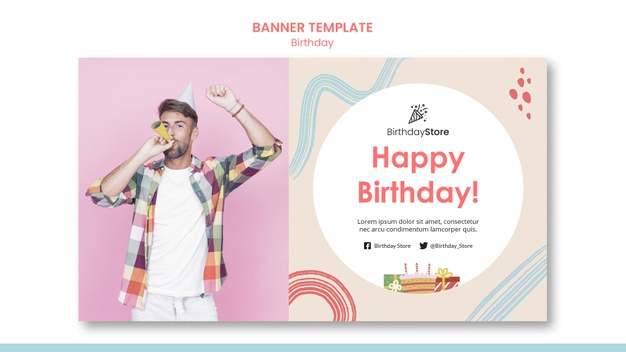 BANNER TEMPLATE
Birthday
BirthdayStore
Happy
Birthday!
Lorem ipsum dolor sit amet, consectetur
nec arcu condimentum lamcorper quis.
Birthday Store @Birthday_Store